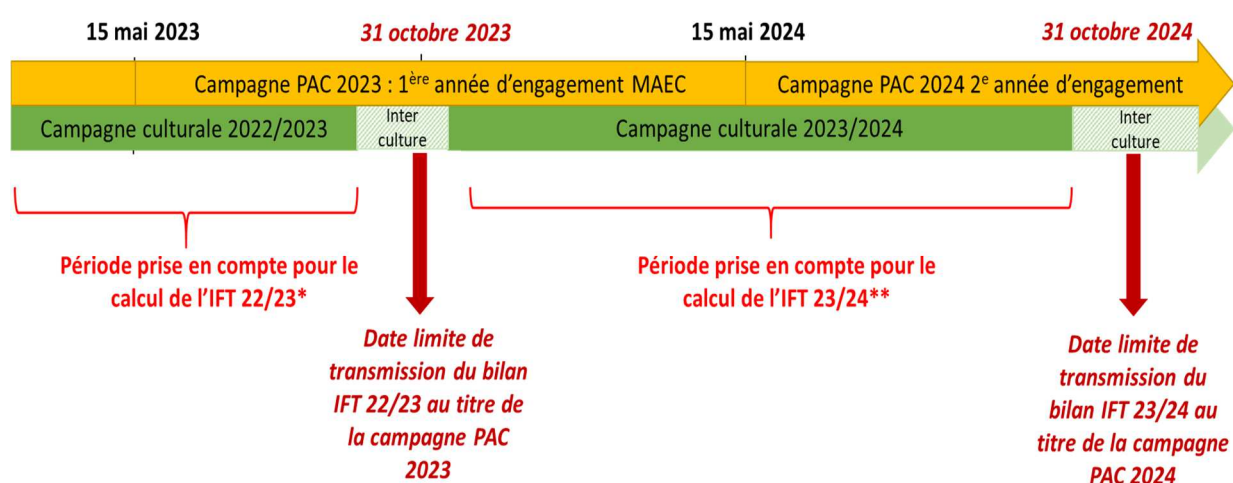 15 mai 2023
31 octobre 2023
15 mai 2024
31 octobre 2024
Campagne PAC 2023 : 1ère année d'engagement MAEC
Campagne PAC 2024 2e année d'engagement
Campagne culturale 2022/2023
Inter
culture
Campagne culturale 2023/2024
Inter
culture
Période prise en compte pour le
calcul de l'IFT 22/23*
Période prise en compte pour le
calcul de l'IFT 23/24**
Date limite de
transmission du bilan
IFT 22/23 au titre de
la campagne PAC
2023
Date limite de
transmission du
bilan IFT 23/24 au
titre de la campagne
PAC 2024